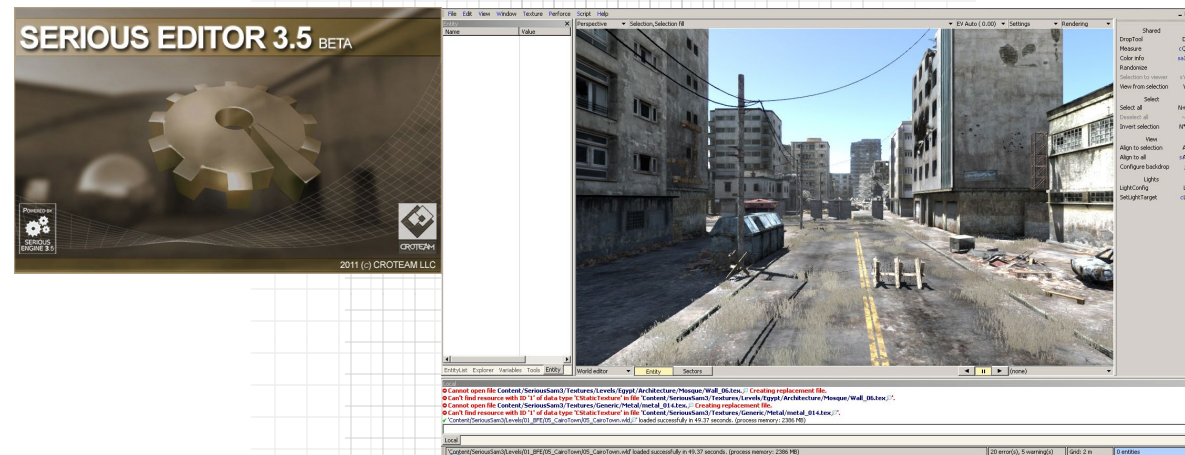 SERIOUS EDITOR 3.5 BETA
POWERED BY
SERIOUS
ENGINE 3.5
CROTEAM
2011 (c) CROTEAM LLC
File Edit View Window Texture Perforce Script Help
Entity
Name Value
EntityList Explorer Variables Tools Entity
Perspective Selection,Selection fill EV Auto ( 0.00) Settings Rendering
World editor Entity Sectors (none)
Shared
DropTool
Measure
Color info
Randomize
Selection to viewer
View from selection
Select
Select all
Deselect all
Invert selection
View
Align to selection
Align to all
Configure backdrop
Lights
LightConfig
SetLightTarget
Local
Cannot open file Content/SeriousSam3/Textures/Levels/Egypt/Architecture/Mosque/Wall_06.tex. Creating replacement file.
Can't find resource with ID '1' of data type 'CStaticTexture' in file 'Content/SeriousSam3/Textures/Levels/Egypt/Architecture/Mosque/Wall_06.tex'.
Cannot open file Content/SeriousSam3/Textures/Generic/Metal/metal_014.tex. Creating replacement file.
Can't find resource with ID '1' of data type 'CStaticTexture' in file 'Content/SeriousSam3/Textures/Generic/Metal/metal_014.tex'.
'Content/SeriousSam3/Levels/01_BFE/05_CairoTown/05_CairoTown.wld' loaded successfully in 49.37 seconds. (process memory: 2386 MB)
Local
'Content/SeriousSam3/Levels/01_BFE/05_CairoTown/05_CairoTown.wld' loaded successfully in 49.37 seconds. (process memory: 2386 MB) 20 error(s), 5 warning(s) Grid: 2 m 0 entities